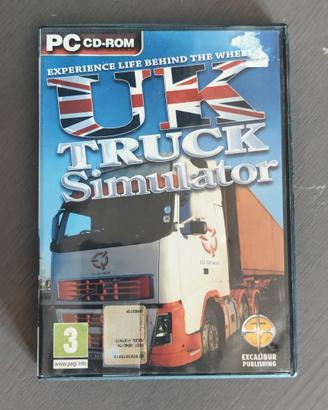 PC CD-ROM
EXPERIENCE LIFE BEHIND THE WHEEL
UK
TRUCK
Simulator
3
www.pegi.info
EXCALIBUR
PUBLISHING